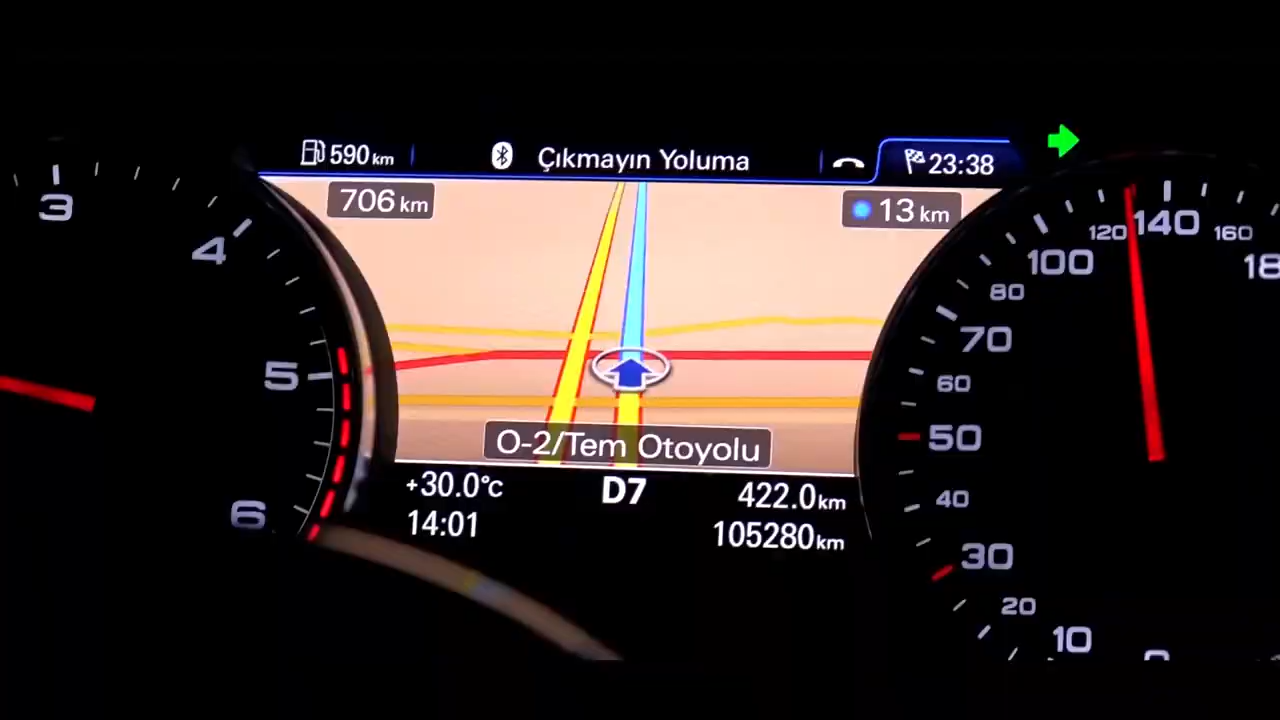 590 km
Çıkmayın Yoluma
23:38
706 km
13 km
O-2/Tem Otoyolu
+30.0°C
D7
422.0 km
14:01
105280 km
3
4
5
6
10
20
30
40
50
60
70
80
100
120
140
160